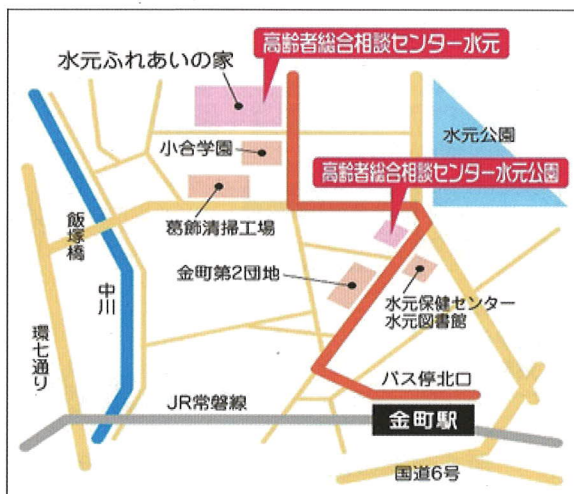 高齢者総合相談センター水元
水元ふれあいの家
水元公園
小合学園
高齢者総合相談センター水元公園
葛飾清掃工場
飯塚橋
金町第2団地
水元保健センター
水元図書館
中川
環七通り
バス停北口
JR常磐線
金町駅
国道6号